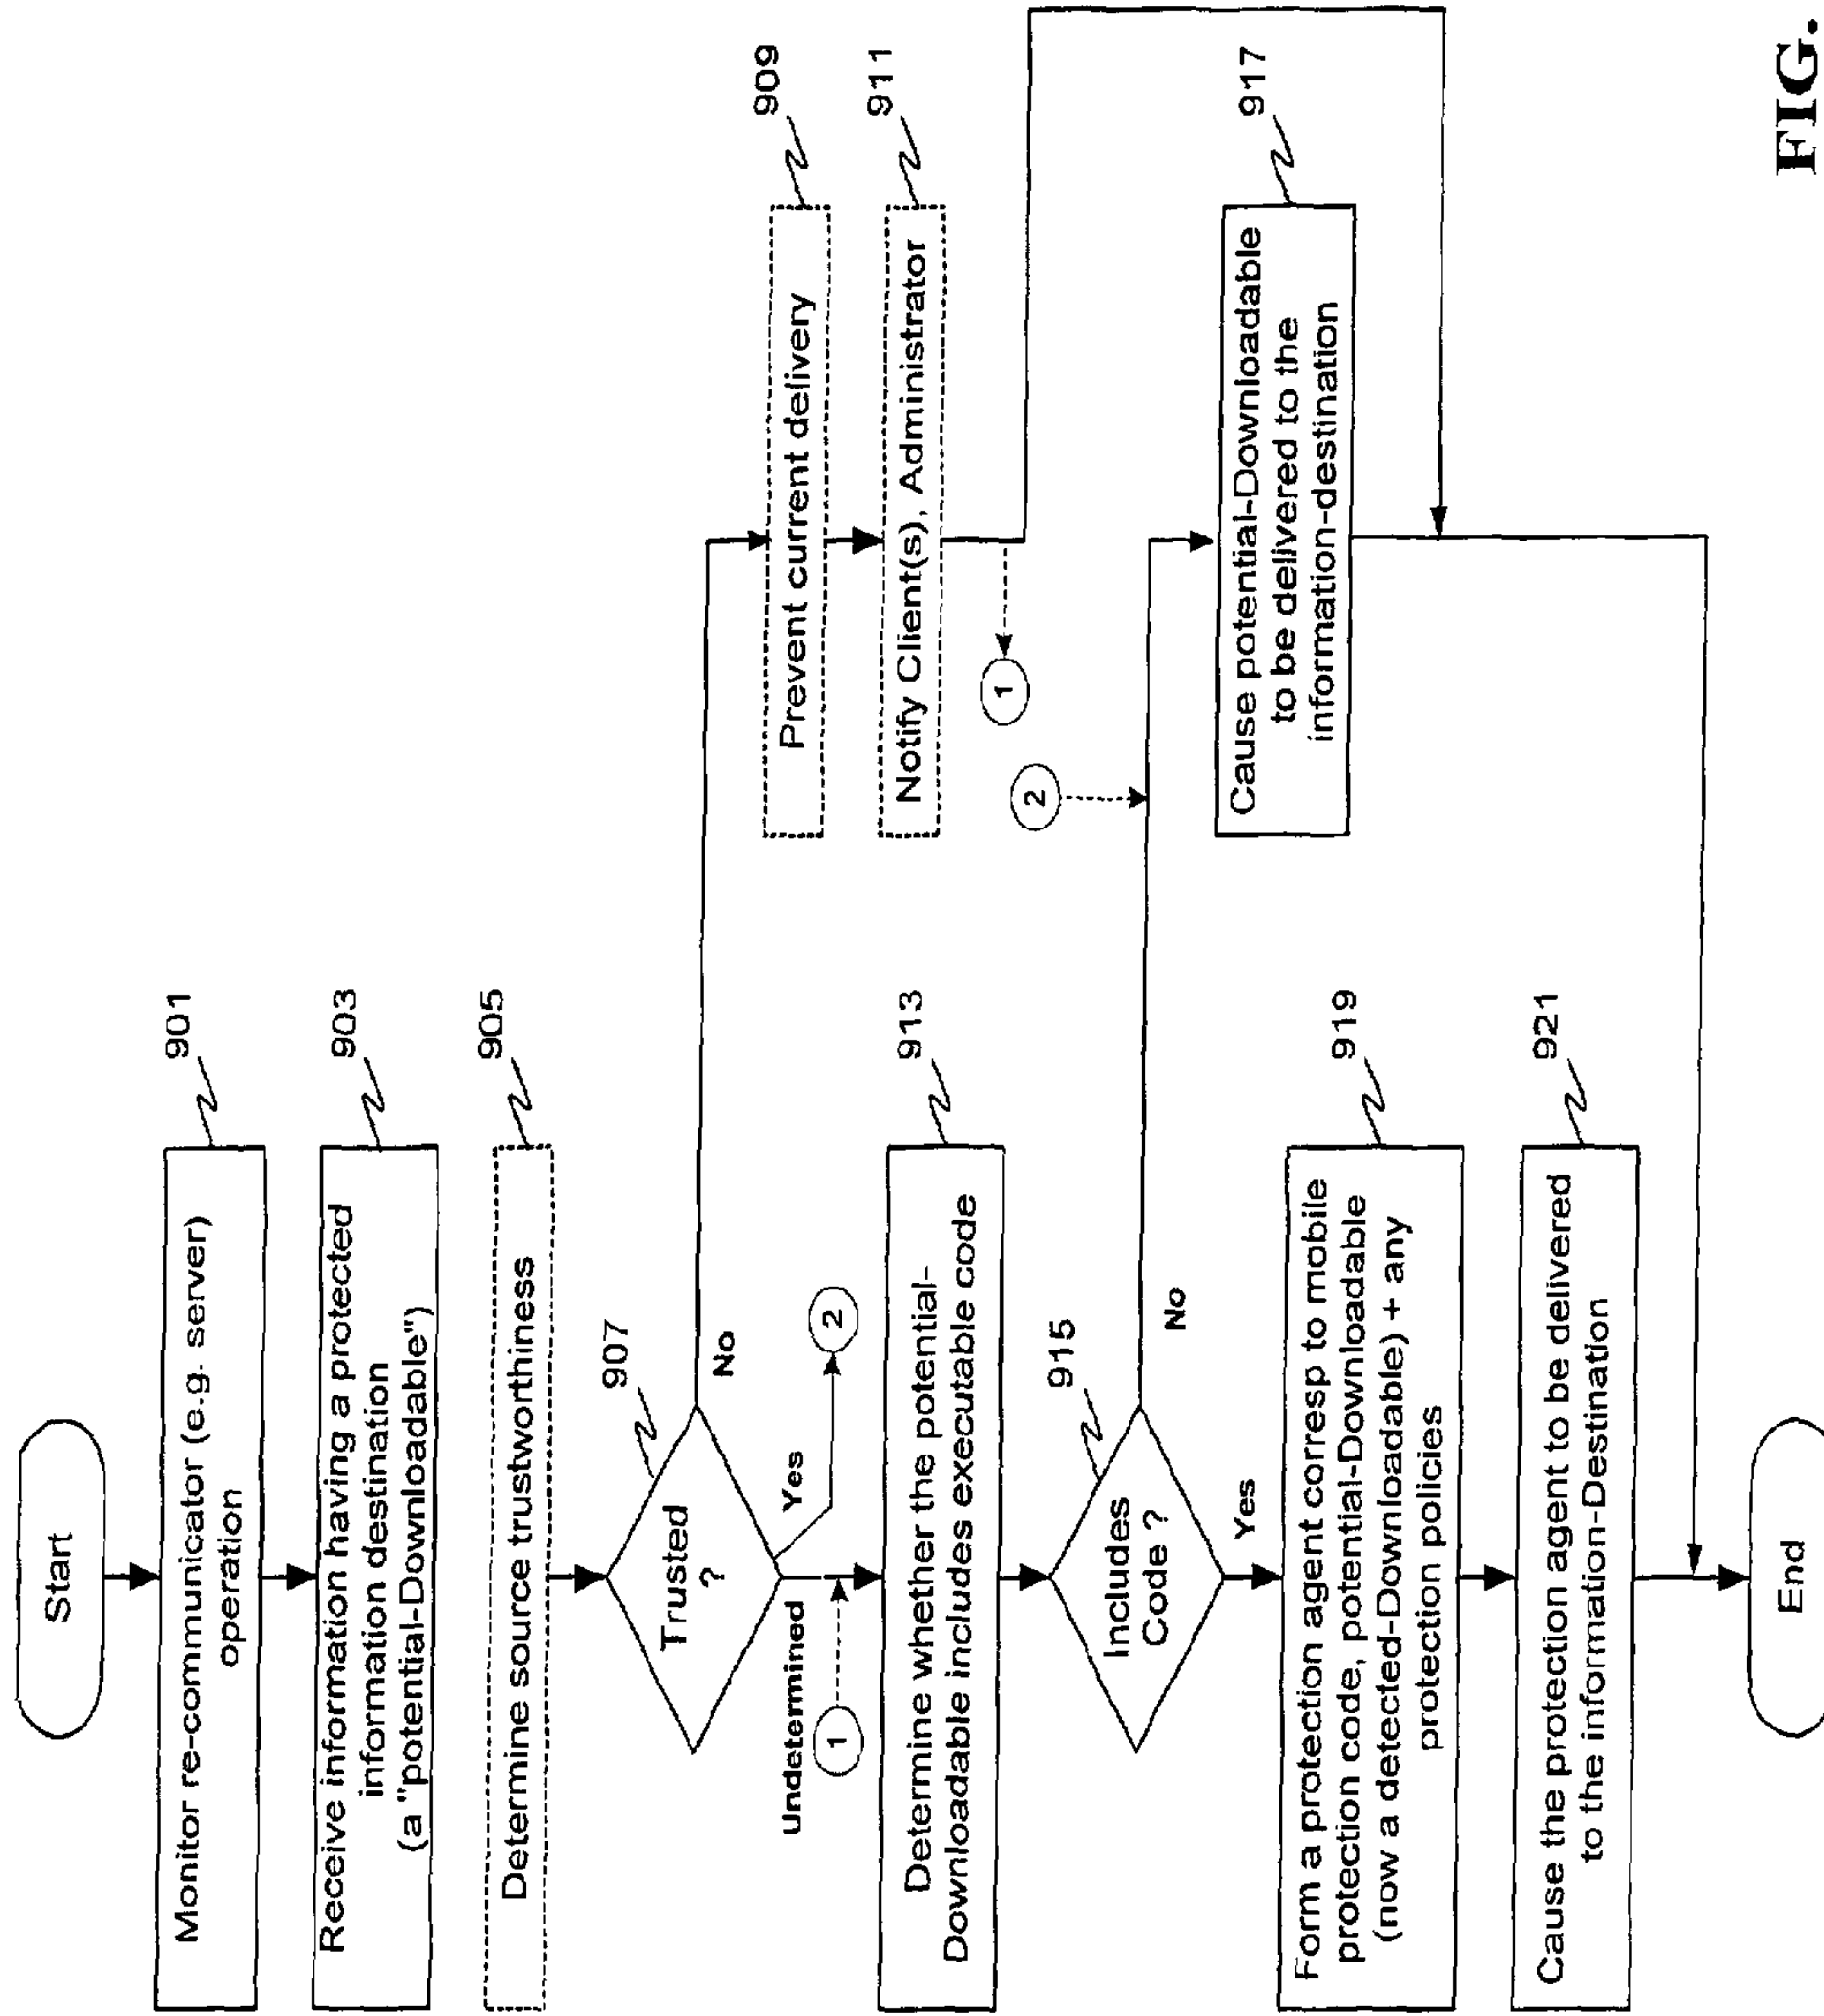 Start
Monitor re-communicator (e.g. server)
operation
901
Receive information having a protected
information destination
(a "potential-Downloadable")
903
Determine source trustworthiness
905
Trusted
?
907
No
Yes
2
Undetermined
1
Prevent current delivery
909
Notify Client(s), Administrator
911
1
Determine whether the potential-
Downloadable includes executable code
913
Includes
Code ?
915
No
Yes
2
Cause potential-Downloadable
to be delivered to the
information-destination
917
Form a protection agent corresp to mobile
protection code, potential-Downloadable
(now a detected-Downloadable) + any
protection policies
919
Cause the protection agent to be delivered
to the information-Destination
921
End
FIG.